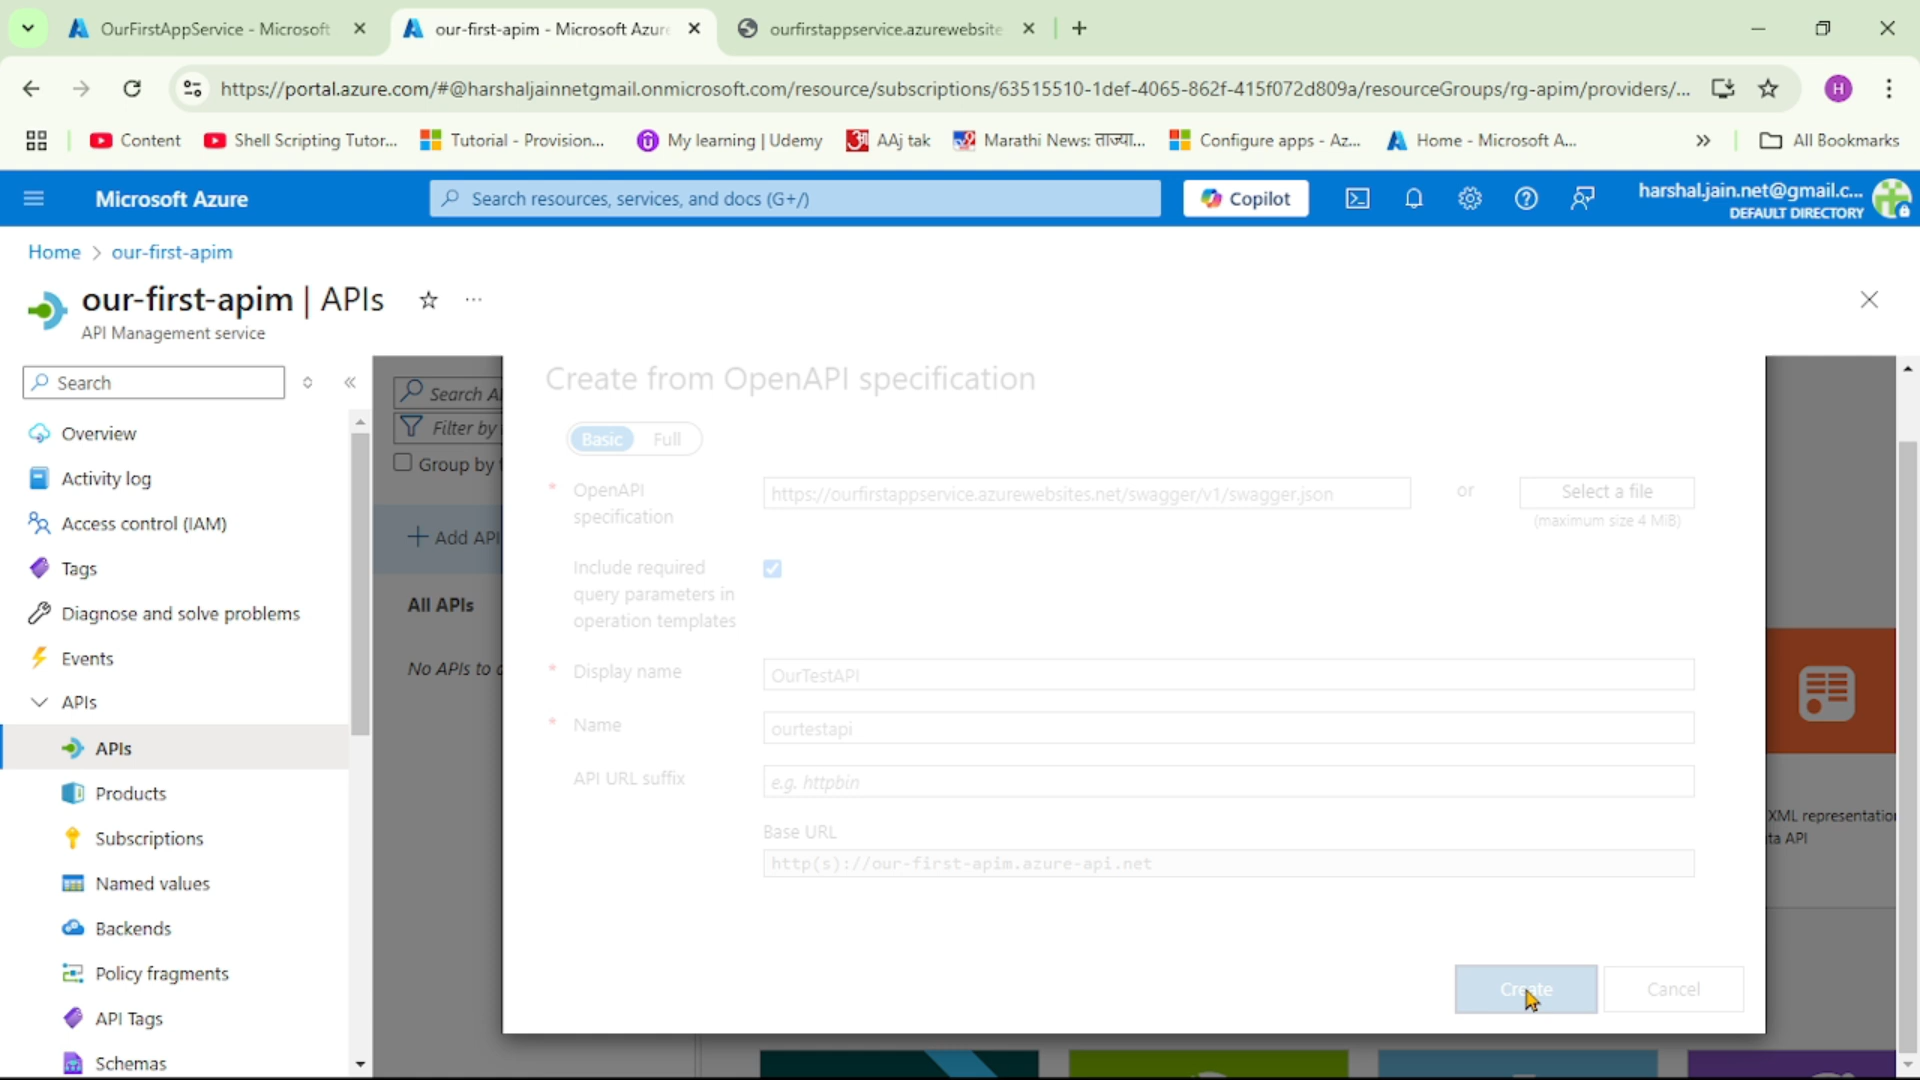 OurFirstAppService - Microsoft
our-first-apim - Microsoft Azure
ourfirstappservice.azurewebsite
https://portal.azure.com/#@harshaljainnetgmail.onmicrosoft.com/resource/subscriptions/63515510-1def-4065-862f-415f072d809a/resourceGroups/rg-apim/providers/...
H
Content
Shell Scripting Tutor...
Tutorial - Provision...
My learning | Udemy
AAj tak
Marathi News: ताज्या...
Configure apps - Az...
Home - Microsoft A...
»
All Bookmarks
Microsoft Azure
Search resources, services, and docs (G+/)
Copilot
harshal.jain.net@gmail.c...
DEFAULT DIRECTORY
Home > our-first-apim
our-first-apim | APIs
API Management service
Search
Overview
Activity log
Access control (IAM)
Tags
Diagnose and solve problems
Events
APIs
APIs
Products
Subscriptions
Named values
Backends
Policy fragments
API Tags
Schemas
Search A
Filter by
Group by
+ Add API
All APIs
No APIs to
Create from OpenAPI specification
Basic
Full
* OpenAPI
specification
https://ourfirstappservice.azurewebsites.net/swagger/v1/swagger.json
or
Select a file
(maximum size 4 MiB)
Include required
query parameters in
operation templates
* Display name
OurTestAPI
* Name
ourtestapi
API URL suffix
e.g. httpbin
Base URL
http(s)://our-first-apim.azure-api.net
Create
Cancel
XML representation
ta API